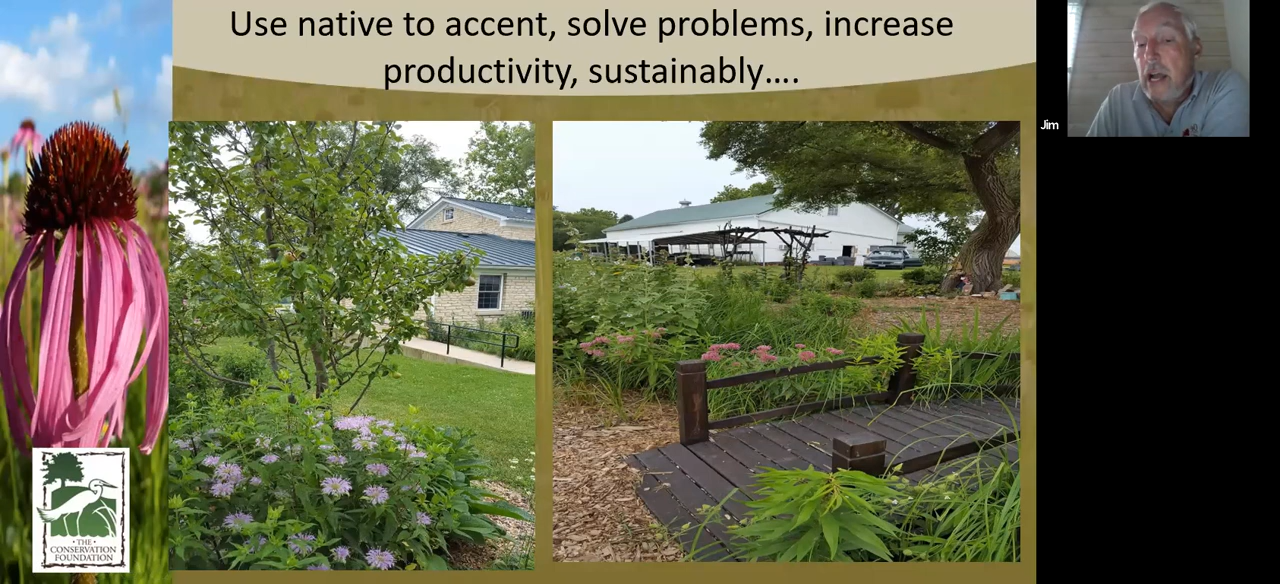 Use native to accent, solve problems, increase
productivity, sustainably....
Jim
· THE ·
CONSERVATION
FOUNDATION